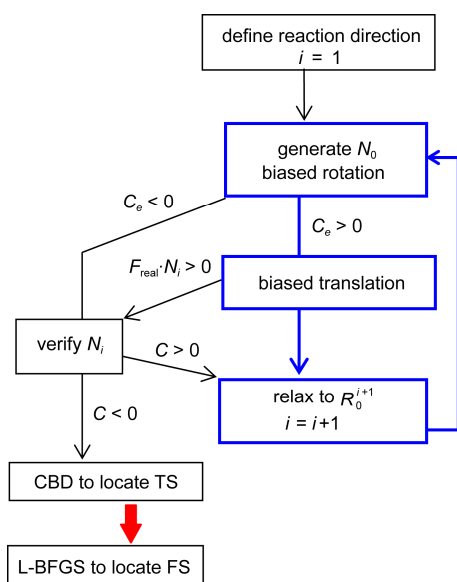 define reaction direction
i = 1
generate N₀
biased rotation
Cₑ < 0
Cₑ > 0
F_real·Nᵢ > 0
biased translation
verify Nᵢ
C > 0
relax to R₀ⁱ⁺¹
i = i+1
C < 0
CBD to locate TS
L-BFGS to locate FS